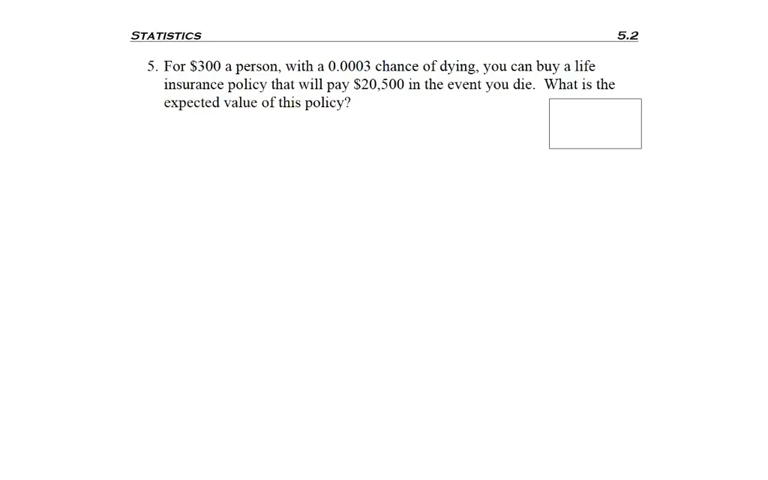 STATISTICS 5.2
5. For $300 a person, with a 0.0003 chance of dying, you can buy a life
insurance policy that will pay $20,500 in the event you die. What is the
expected value of this policy?